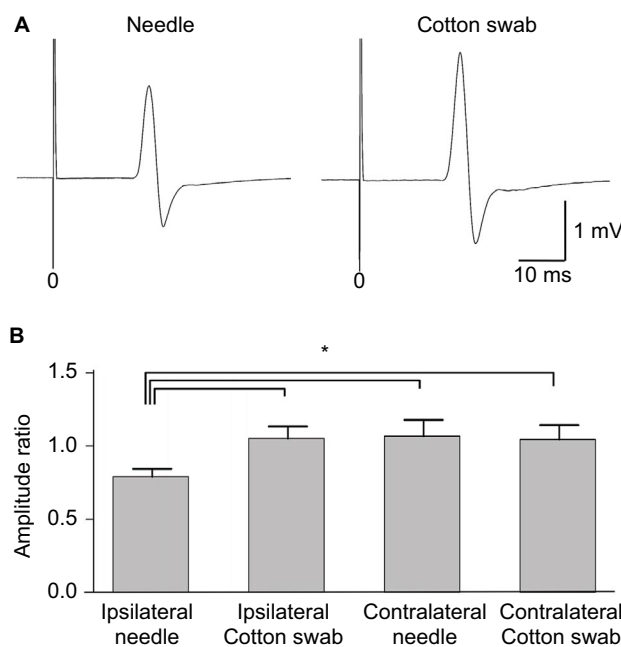 A
Needle
Cotton swab
0
0
1 mV
10 ms
B
*
1.5
1.0
0.5
0.0
Amplitude ratio
Ipsilateral
needle
Ipsilateral
Cotton swab
Contralateral
needle
Contralateral
Cotton swab